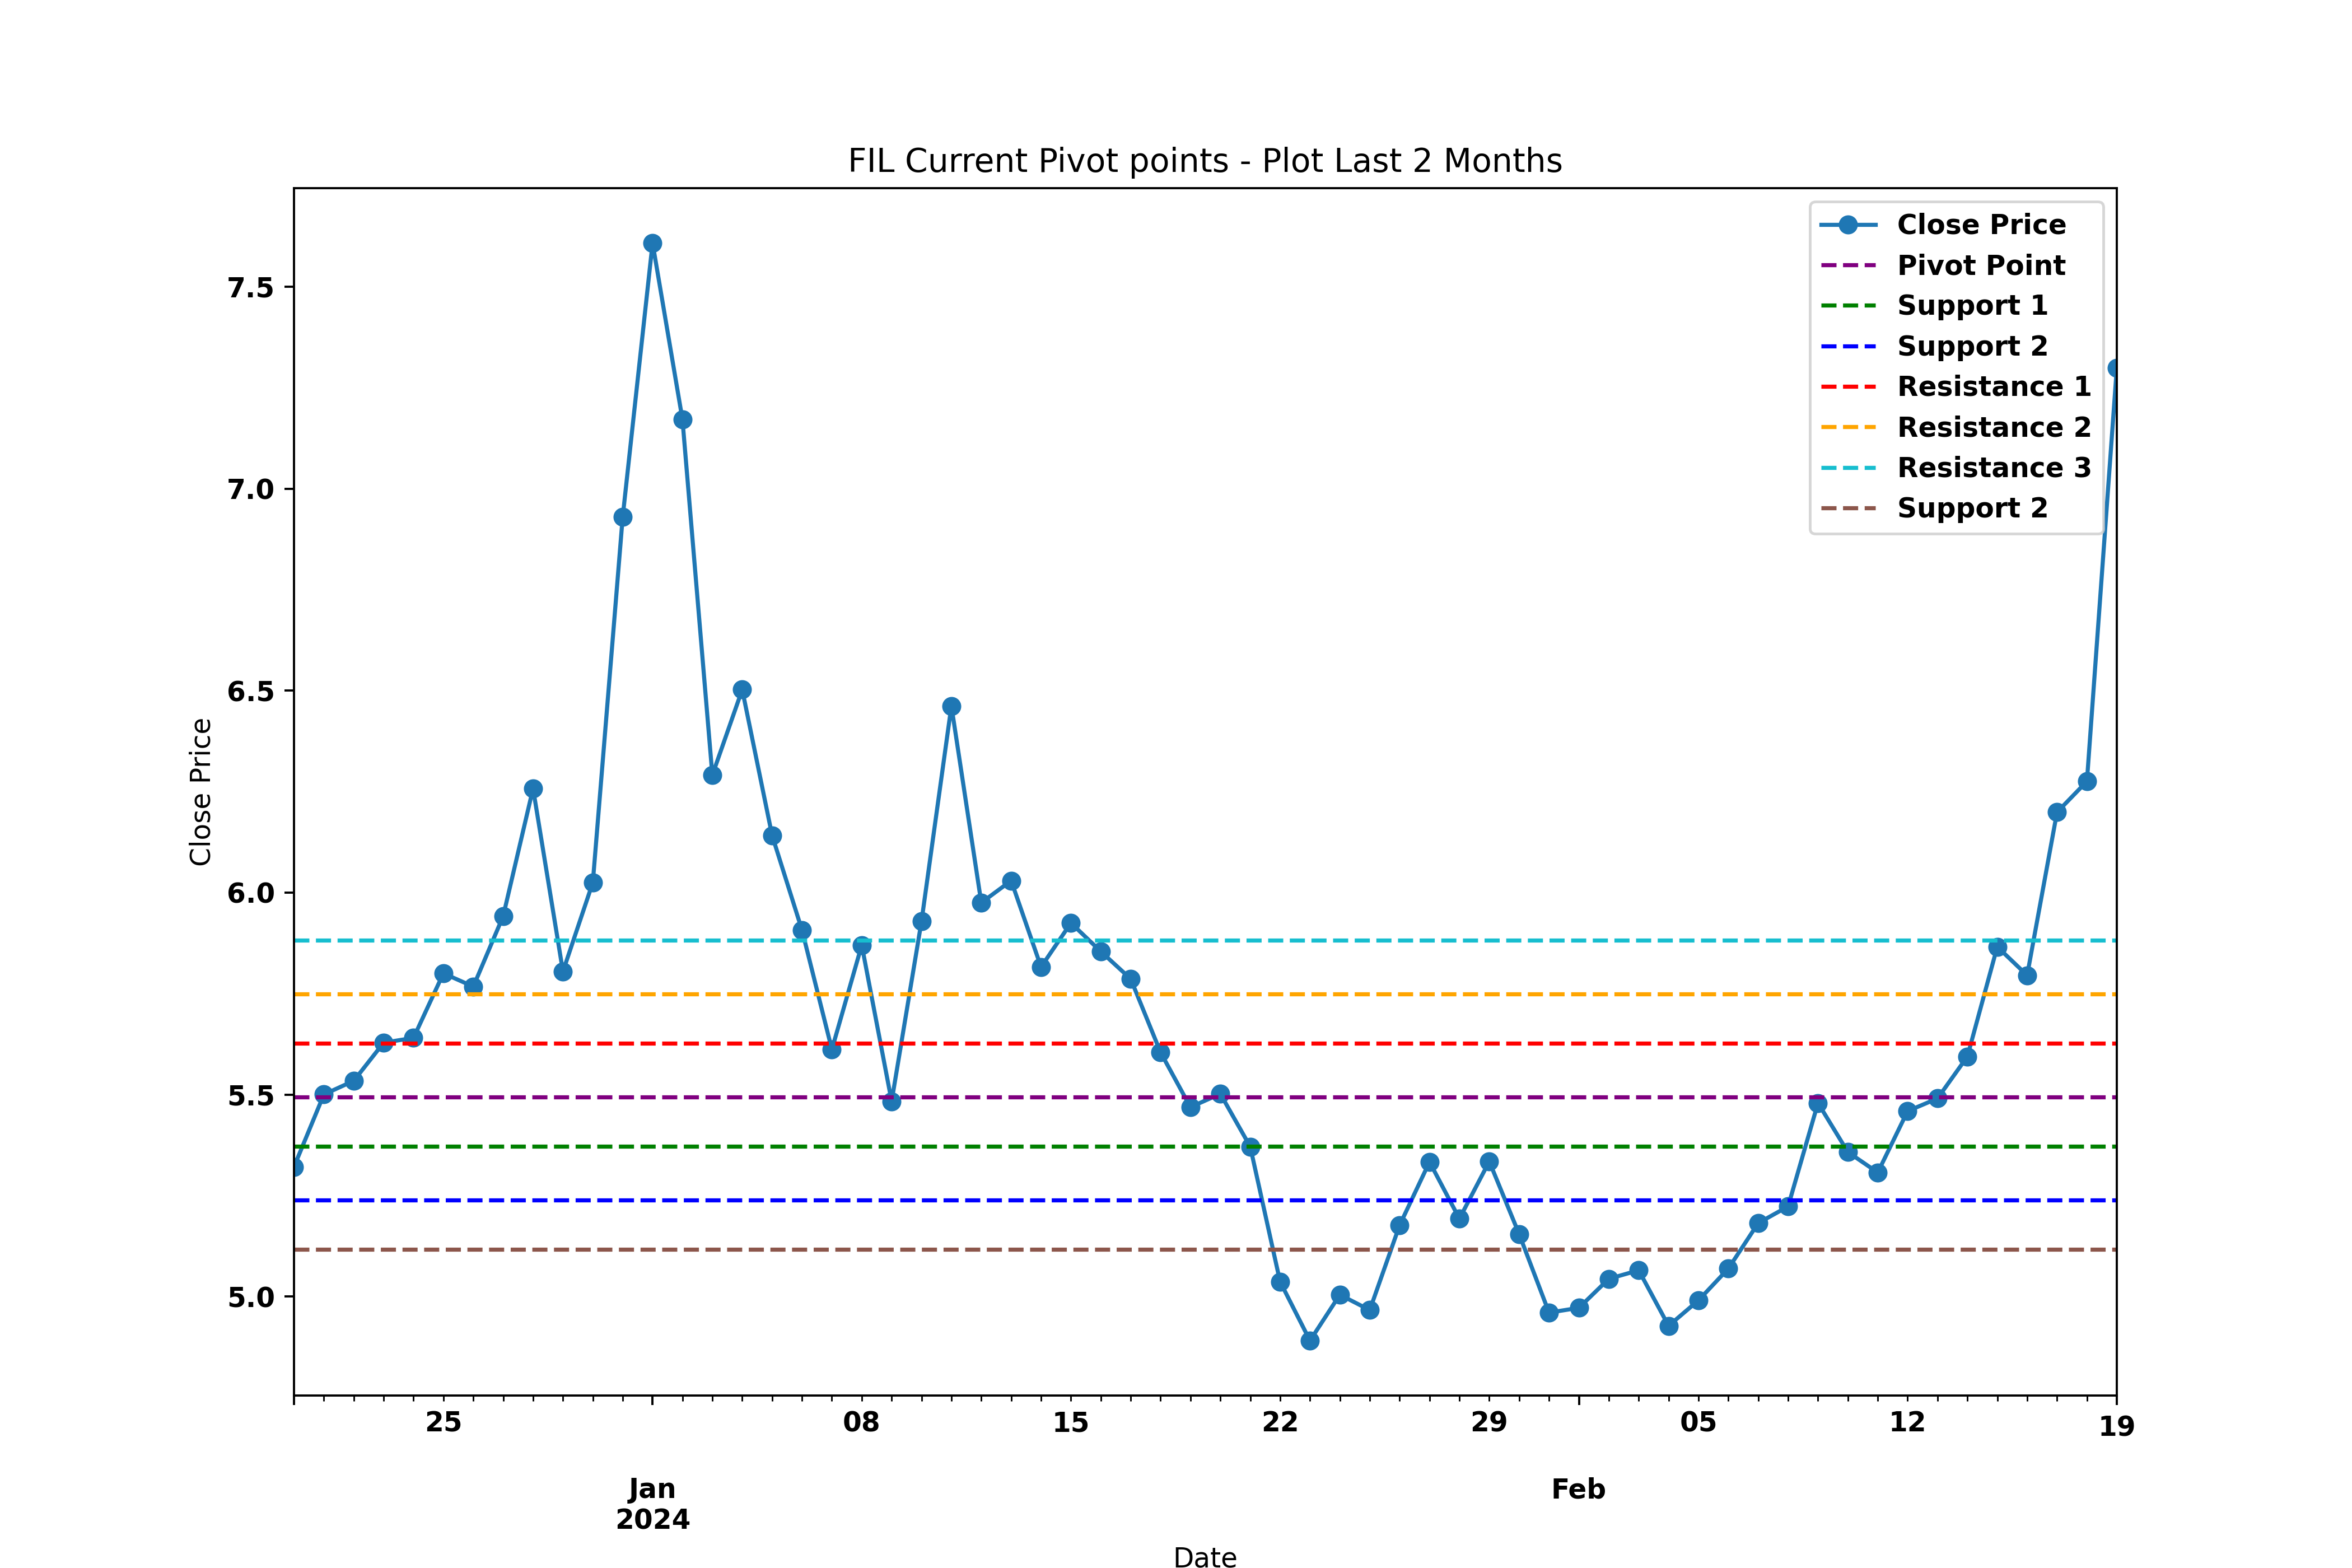 FIL Current Pivot points - Plot Last 2 Months
Close Price
Pivot Point
Support 1
Support 2
Resistance 1
Resistance 2
Resistance 3
Support 2
7.5
7.0
6.5
6.0
5.5
5.0
Close Price
25
08
15
22
29
05
12
19
Jan
2024
Feb
Date